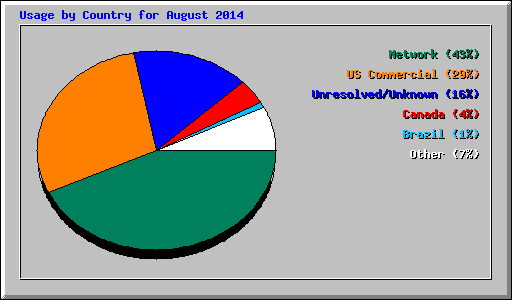 Usage by Country for August 2014
Network (43%)
US Commercial (29%)
Unresolved/Unknown (16%)
Canada (4%)
Brazil (1%)
Other (7%)